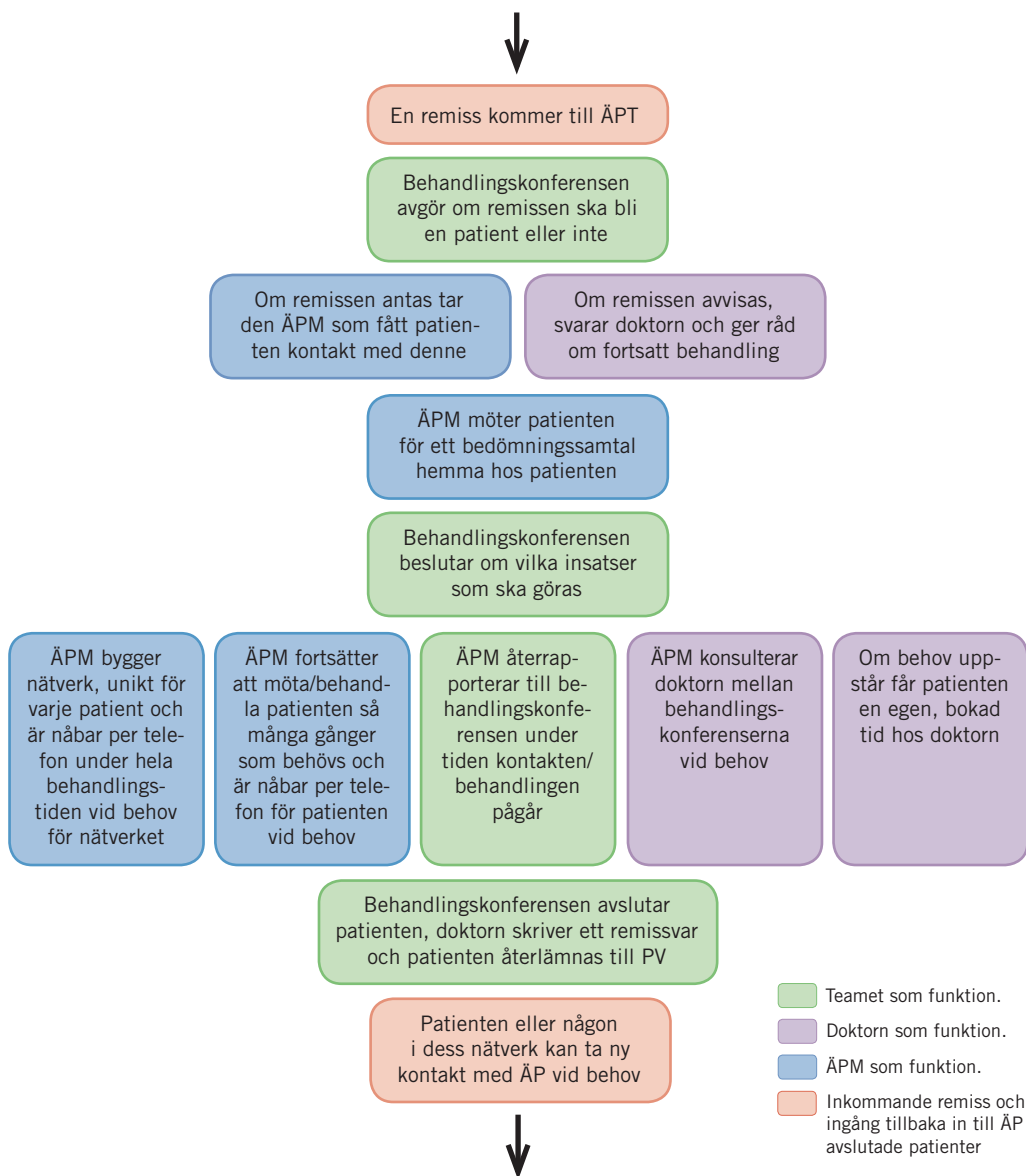 En remiss kommer till ÄPT
Behandlingskonferensen
avgör om remissen ska bli
en patient eller inte
Om remissen antas tar
den ÄPM som fått patien-
ten kontakt med denne
Om remissen avvisas,
svarar doktorn och ger råd
om fortsatt behandling
ÄPM möter patienten
för ett bedömningssamtal
hemma hos patienten
Behandlingskonferensen
beslutar om vilka insatser
som ska göras
ÄPM bygger
nätverk, unikt för
varje patient och
är nåbar per tele-
fon under hela
behandlings-
tiden vid behov
för nätverket
ÄPM fortsätter
att möta/behand-
la patienten så
många gånger
som behövs och
är nåbar per tele-
fon för patienten
vid behov
ÄPM återrap-
porterar till be-
handlingskonfe-
rensen under
tiden kontakten/
behandlingen
pågår
ÄPM konsulterar
doktorn mellan
behandlings-
konferenserna
vid behov
Om behov upp-
står får patienten
en egen, bokad
tid hos doktorn
Behandlingskonferensen avslutar
patienten, doktorn skriver ett remissvar
och patienten återlämnas till PV
Patienten eller någon
i dess nätverk kan ta ny
kontakt med ÄP vid behov
Teamet som funktion.
Doktorn som funktion.
ÄPM som funktion.
Inkommande remiss och
ingång tillbaka in till ÄP
avslutade patienter